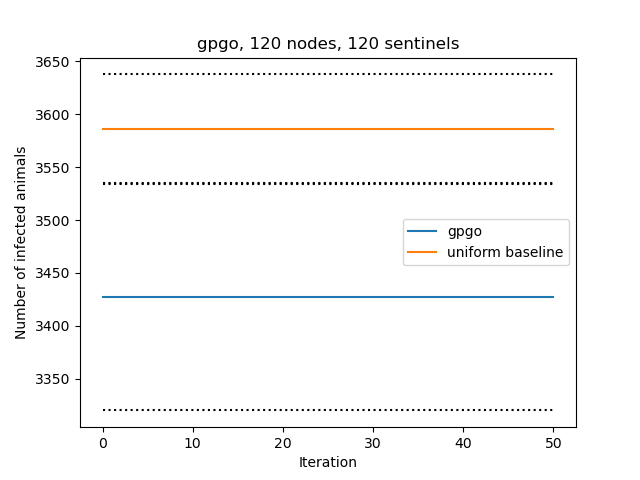 gpgo, 120 nodes, 120 sentinels
3650
3600
3550
3500
3450
3400
3350
Number of infected animals
gpgo
uniform baseline
0 10 20 30 40 50
Iteration